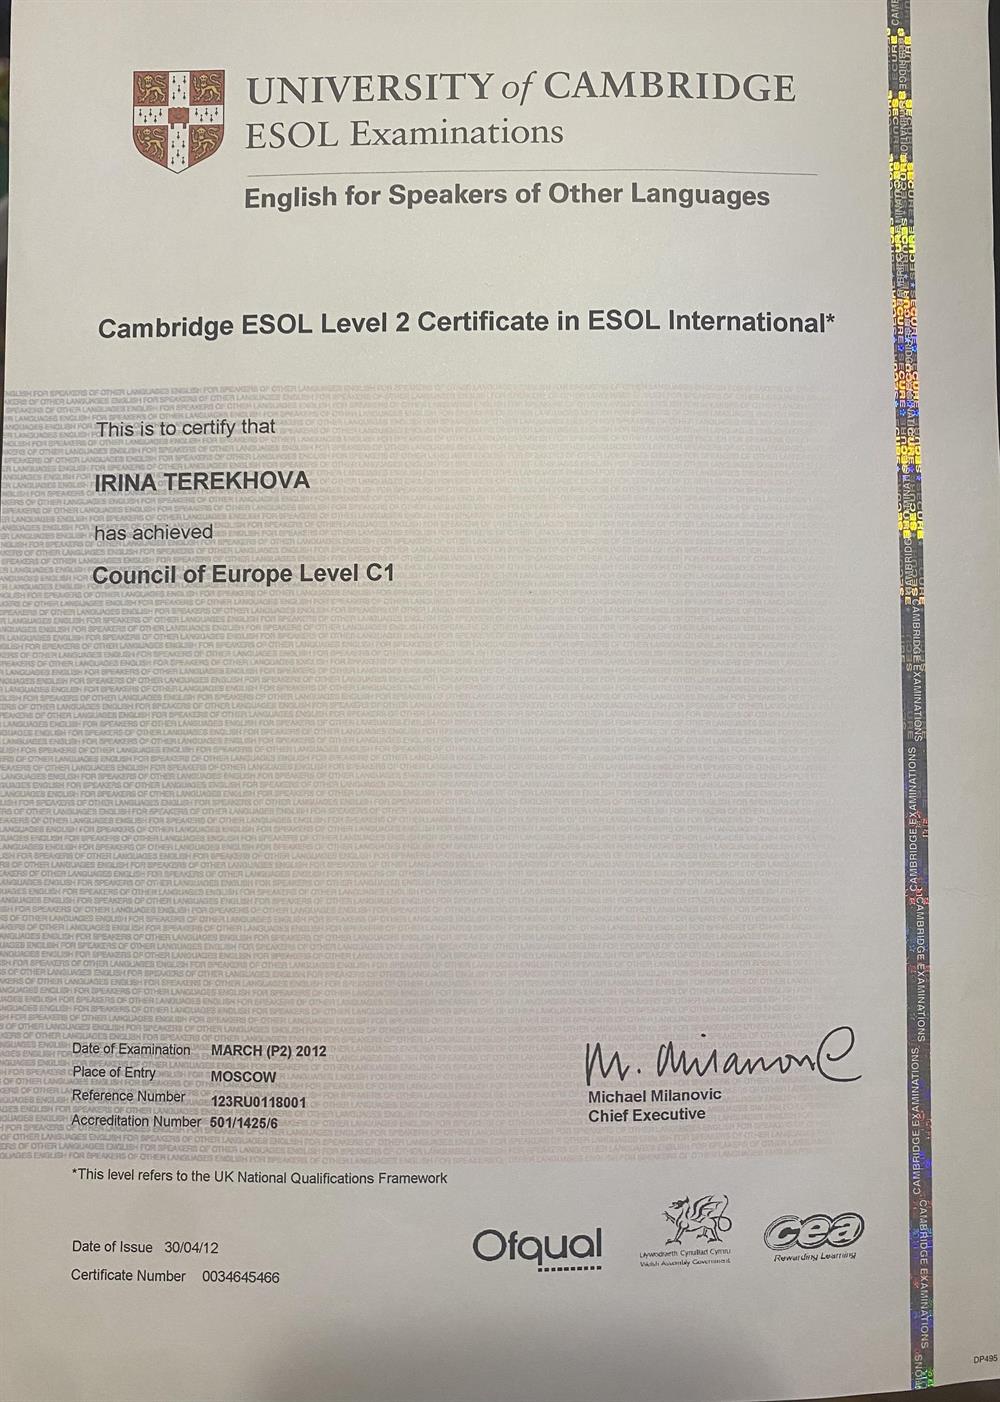 UNIVERSITY of CAMBRIDGE
ESOL Examinations
English for Speakers of Other Languages
Cambridge ESOL Level 2 Certificate in ESOL International*
This is to certify that
IRINA TEREKHOVA
has achieved
Council of Europe Level C1
Date of Examination MARCH (P2) 2012
Place of Entry MOSCOW
Reference Number 123RU0118001
Accreditation Number 501/1425/6
M. Milanovic
Michael Milanovic
Chief Executive
*This level refers to the UK National Qualifications Framework
Date of Issue 30/04/12
Certificate Number 0034645466
Ofqual
Llywodraeth Cynulliad Cymru
Welsh Assembly Government
cea
Rewarding Learning
DP495
CAMBRIDGE EXAMINATIONS
SECURE